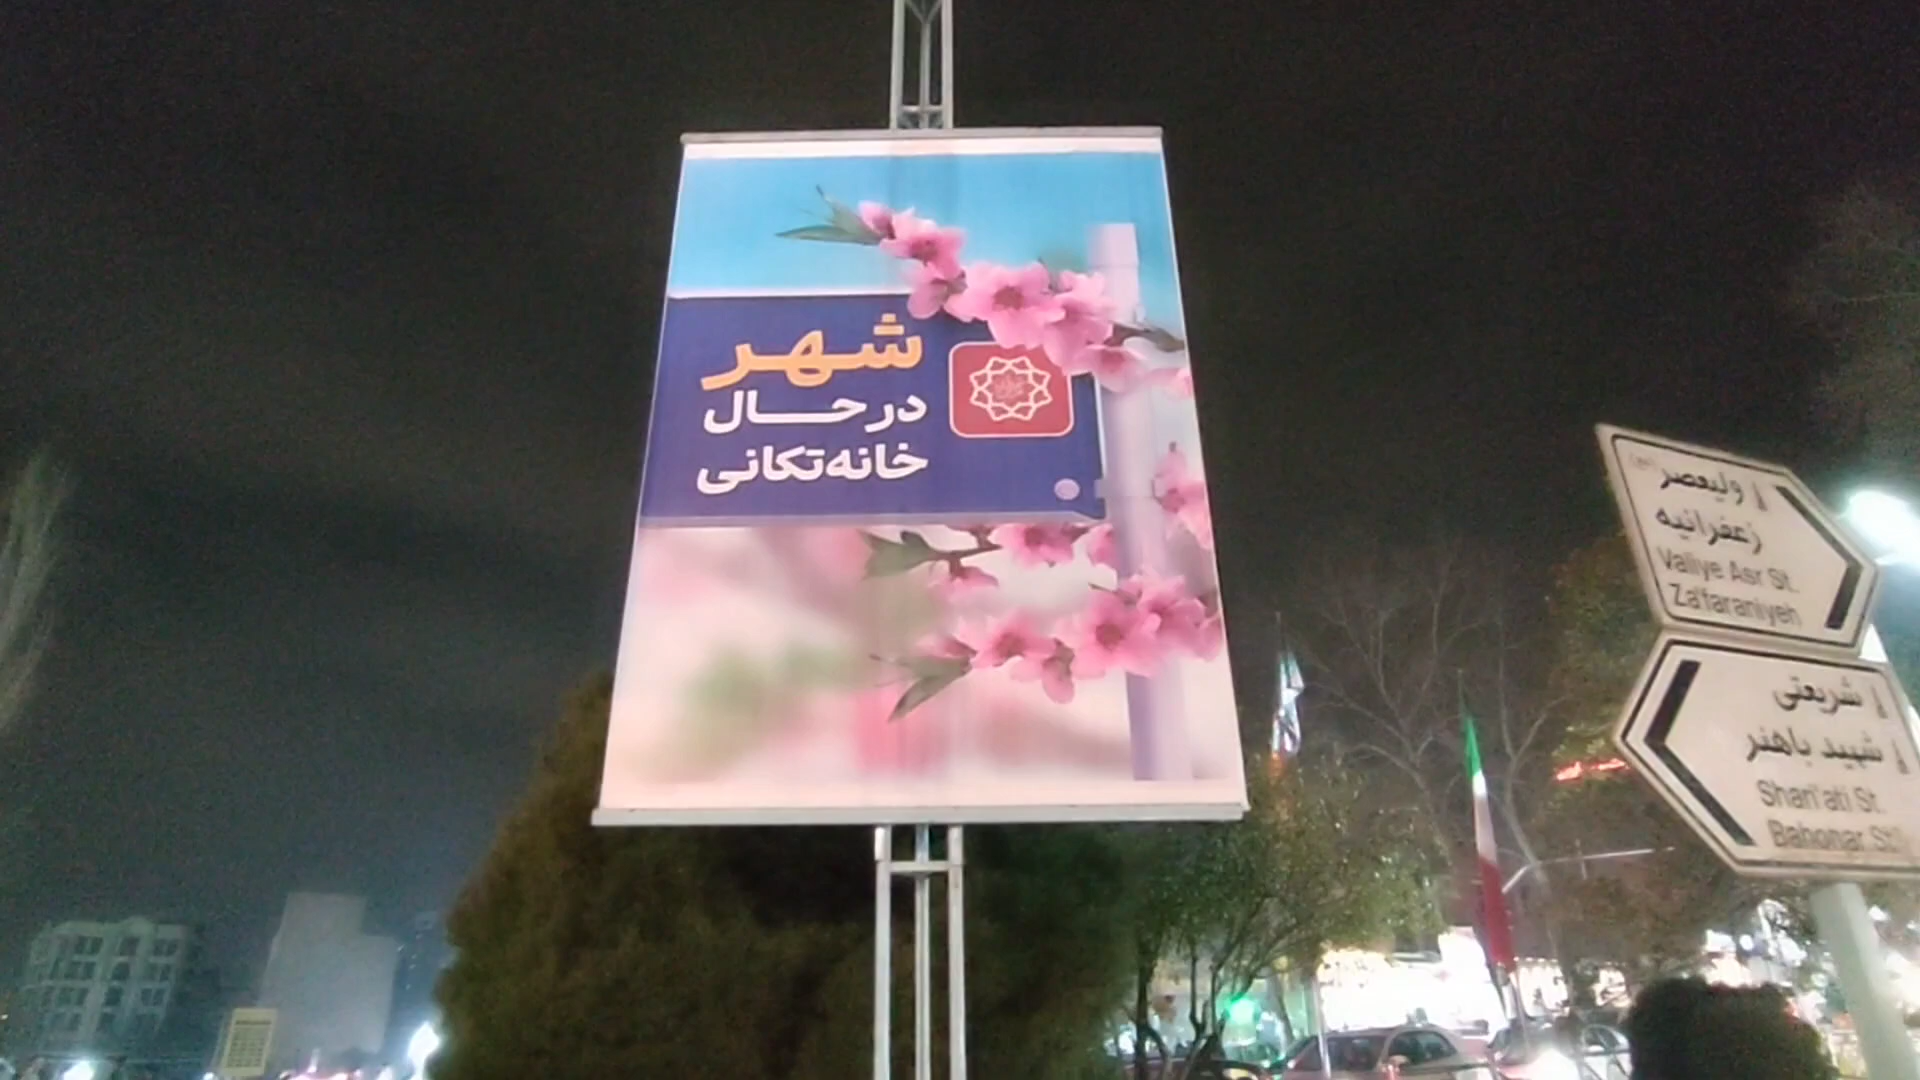 شهر
در حال
خانه‌تکانی
ولیعصر
زعفرانیه
Valiye Asr St.
Za'faraniyeh
شریعتی
شهید باهنر
Shari'ati St.
Bahonar St.